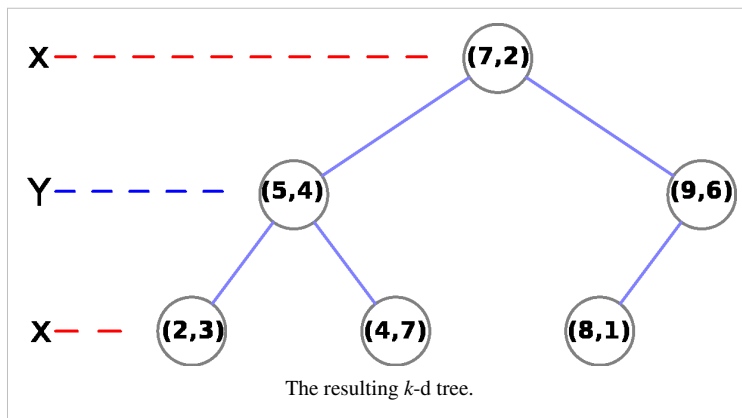 X (7,2)
Y (5,4) (9,6)
X (2,3) (4,7) (8,1)
The resulting k-d tree.